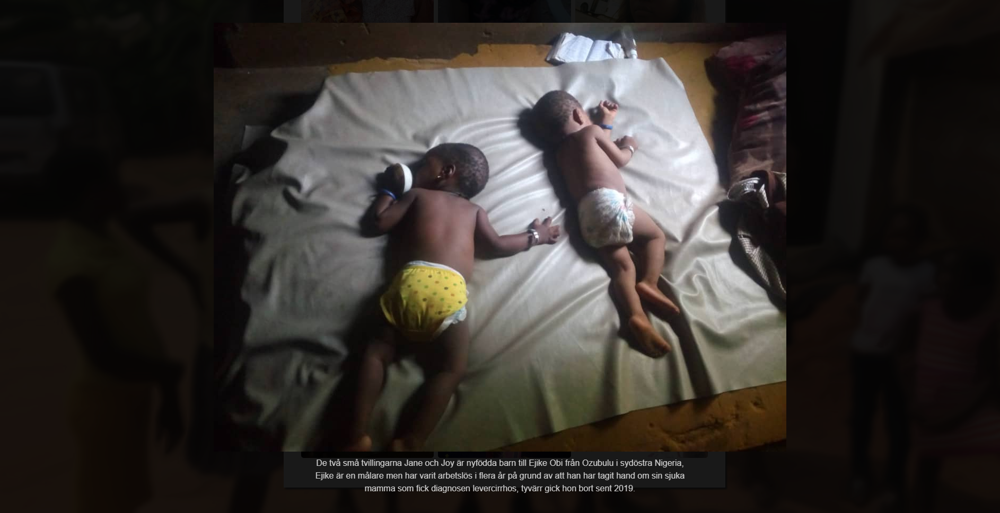 De två små tvillingarna Jane och Joy är nyfödda barn till Ejike Obi från Ozubulu i sydöstra Nigeria,
Ejike är en målare men har varit arbetslös i flera år på grund av att han har tagit hand om sin sjuka
mamma som fick diagnosen levercirrhos, tyvärr gick hon bort sent 2019.